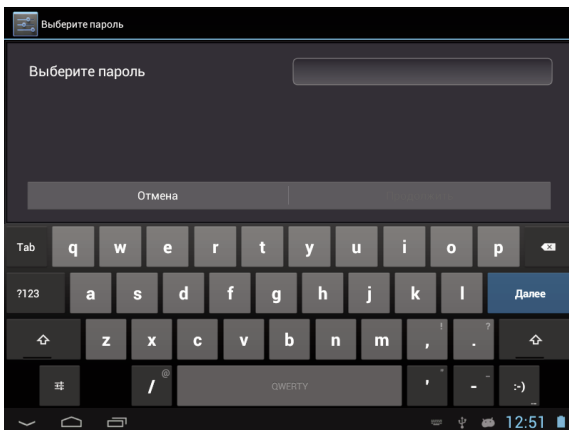 Выберите пароль
Выберите пароль
Отмена
Tab q w e r t y u i o p
?123 a s d f g h j k l Далее
z x c v b n m , ! . ?
/ @ QWERTY ' " - _ :-)
12:51